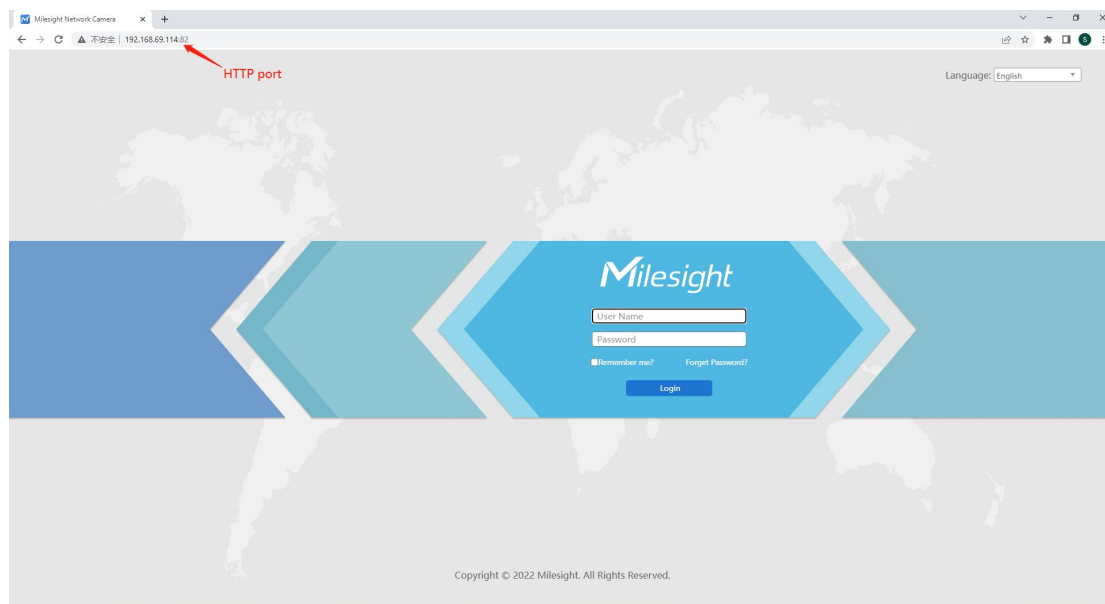 Milesight Network Camera
不安全 | 192.168.69.114:82
S
HTTP port
Language: English
Milesight
User Name
Password
Remember me?
Forget Password?
Login
Copyright © 2022 Milesight. All Rights Reserved.